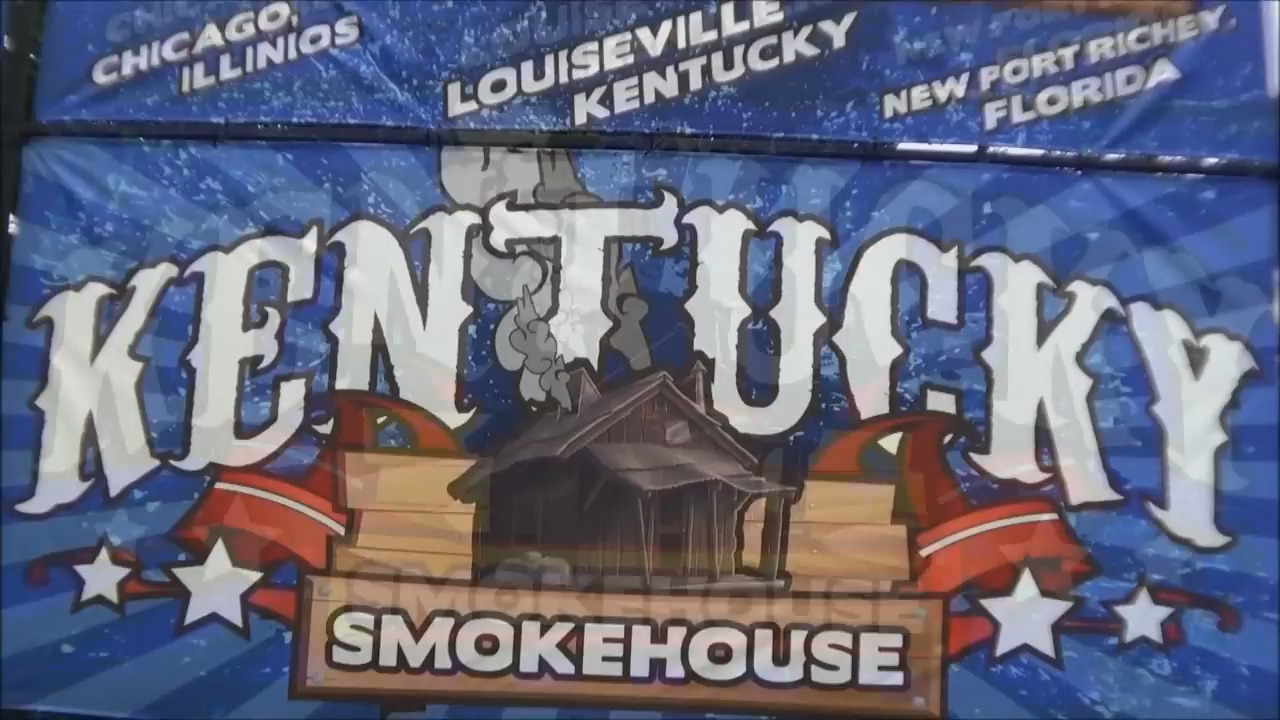 CHICAGO,
ILLINIOS
LOUISEVILLE
KENTUCKY
NEW PORT RICHEY,
FLORIDA
KENTUCKY
SMOKEHOUSE